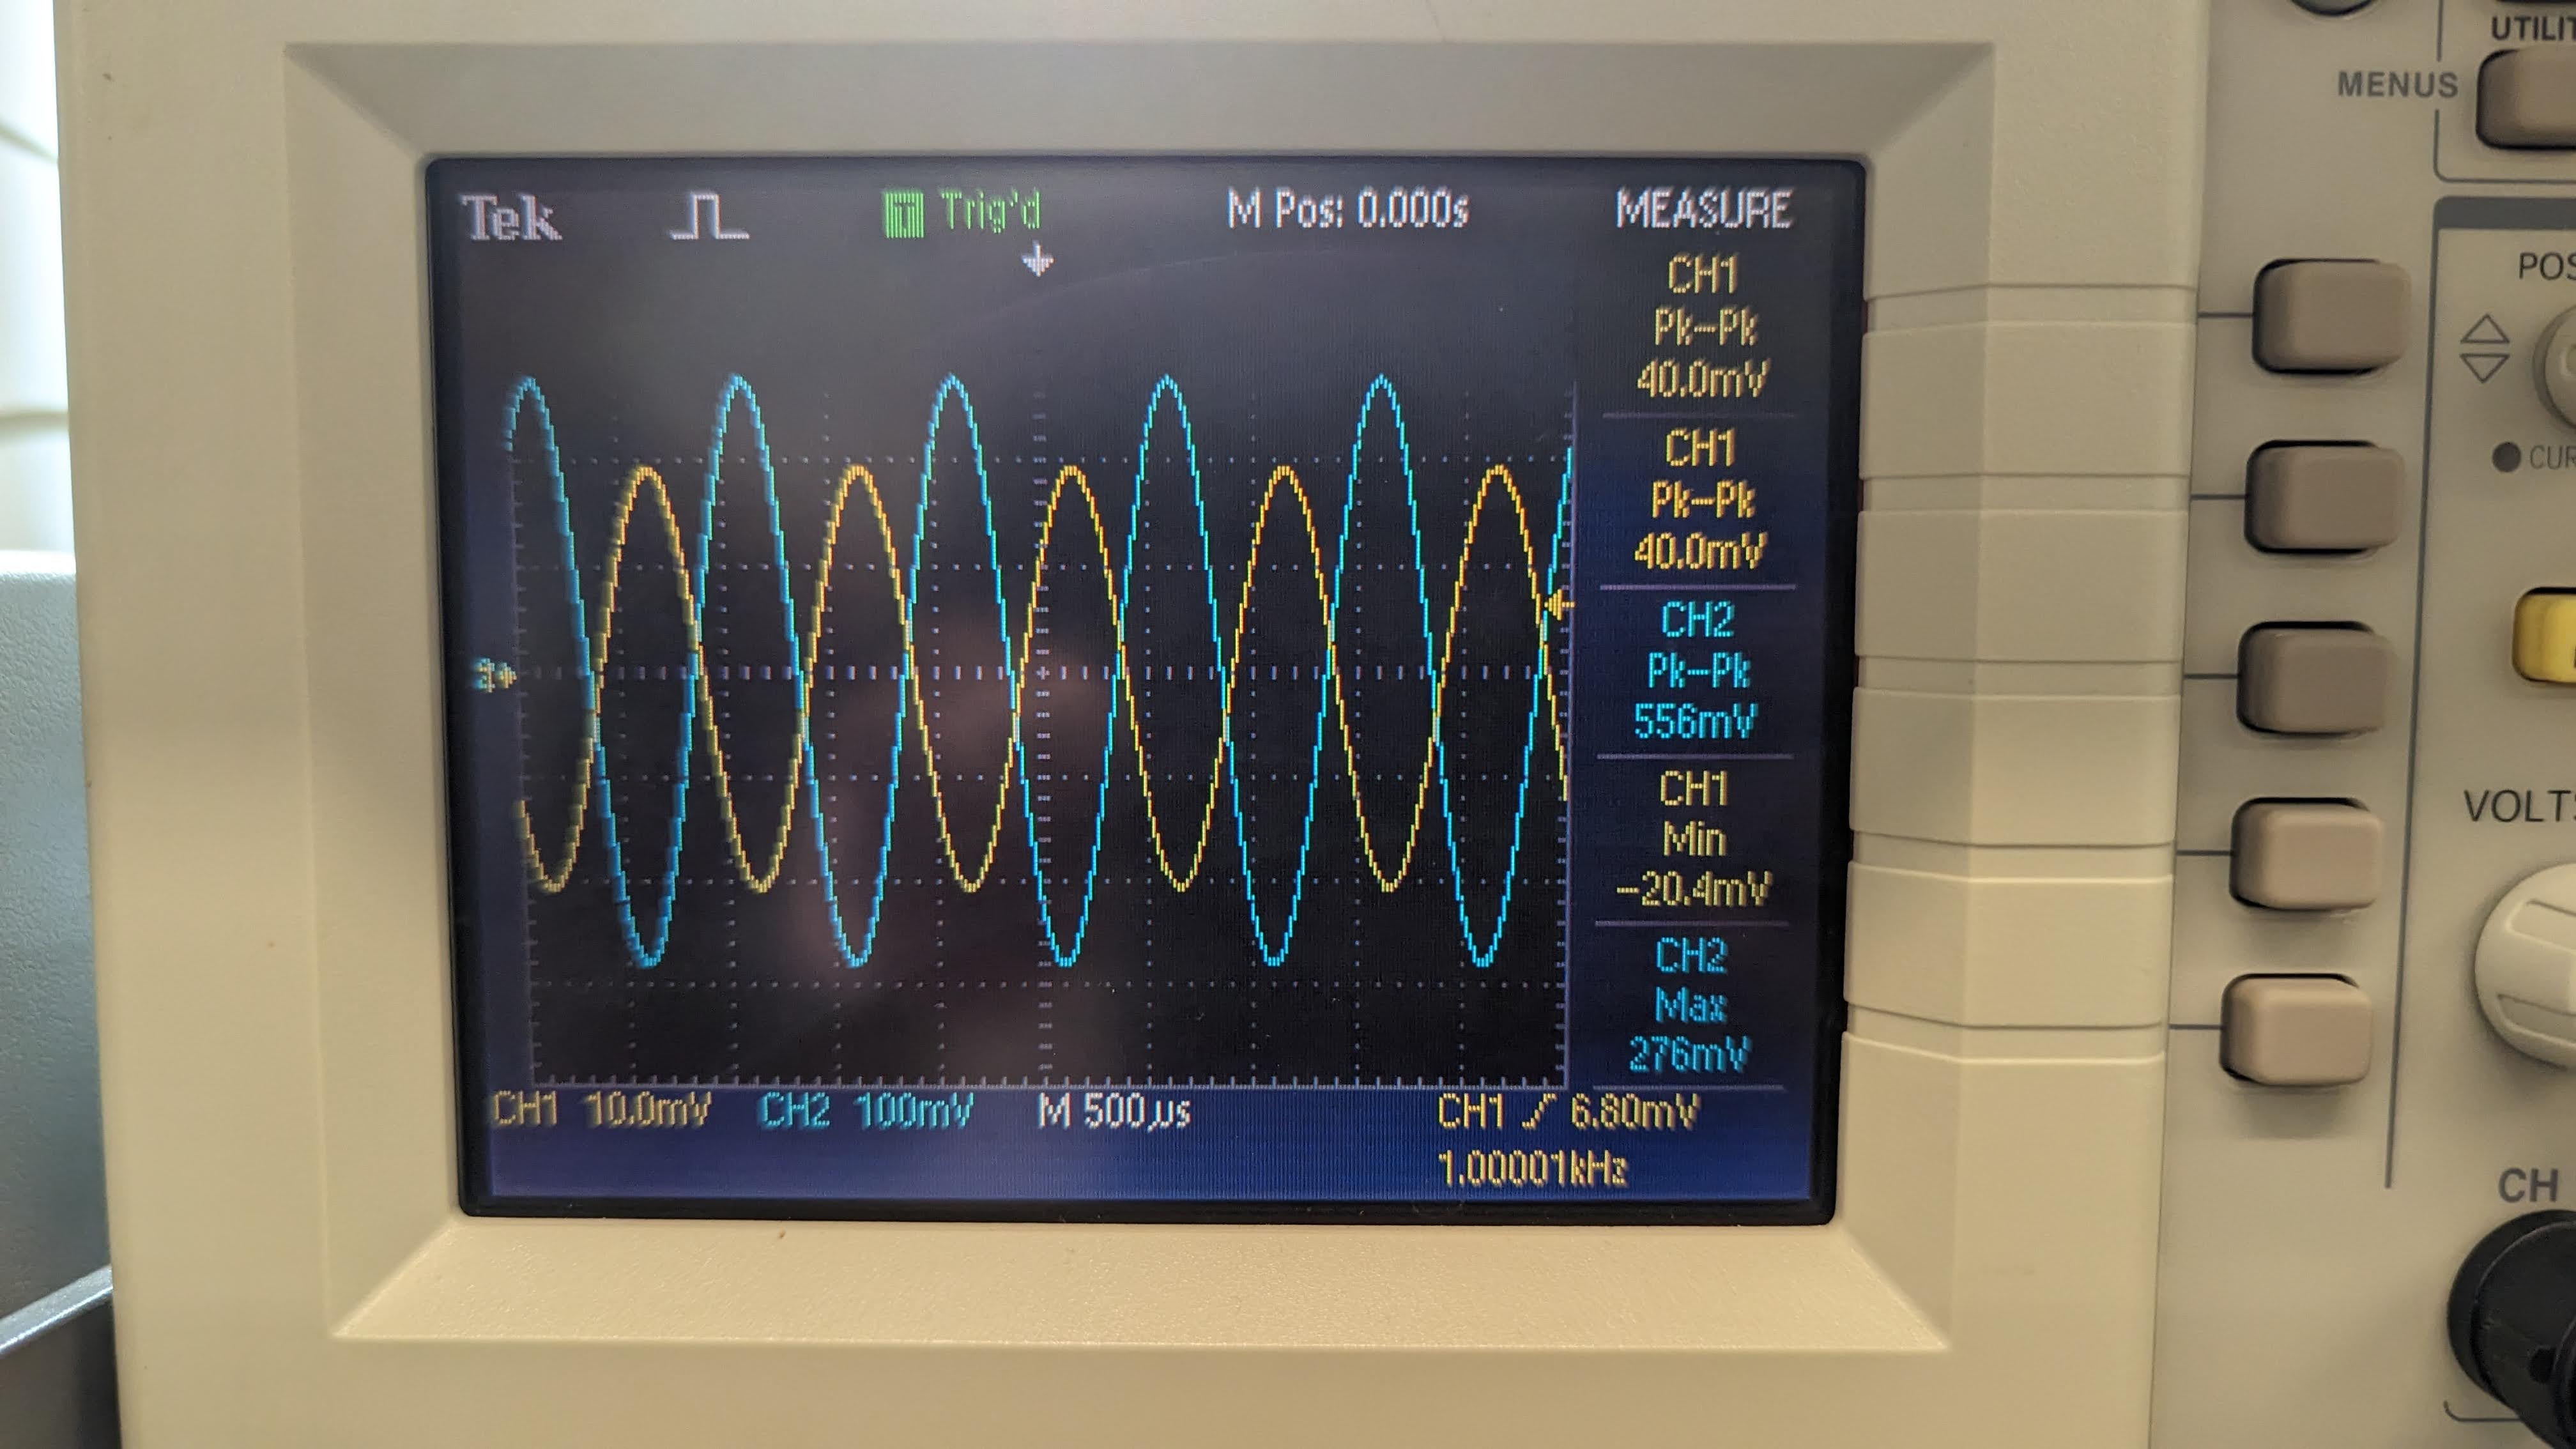 Tek
Trig'd
M Pos: 0.000s
MEASURE
CH1
Pk-Pk
40.0mV
CH1
Pk-Pk
40.0mV
CH2
Pk-Pk
556mV
CH1
Min
-20.4mV
CH2
Max
276mV
CH1 10.0mV
CH2 100mV
M 500µs
CH1 6.80mV
1.00001kHz
UTILIT
MENUS
POS
CUR
VOLTS
CH